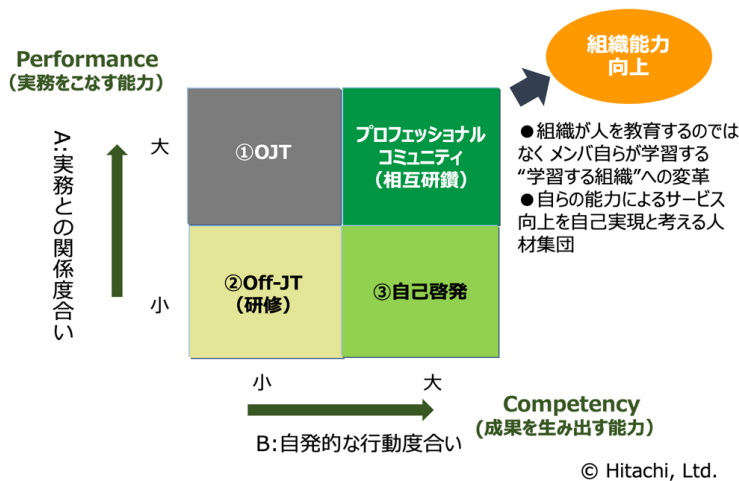 組織能力
向上
Performance
（実務をこなす能力）
A:実務との関係度合い
大
小
①OJT
プロフェッショナル
コミュニティ
（相互研鑽）
●組織が人を教育するのでは
なく メンバ自らが学習する
“学習する組織”への変革
●自らの能力によるサービス
向上を自己実現と考える人
材集団
②Off-JT
（研修）
③自己啓発
小
大
B:自発的な行動度合い
Competency
(成果を生み出す能力）
© Hitachi, Ltd.